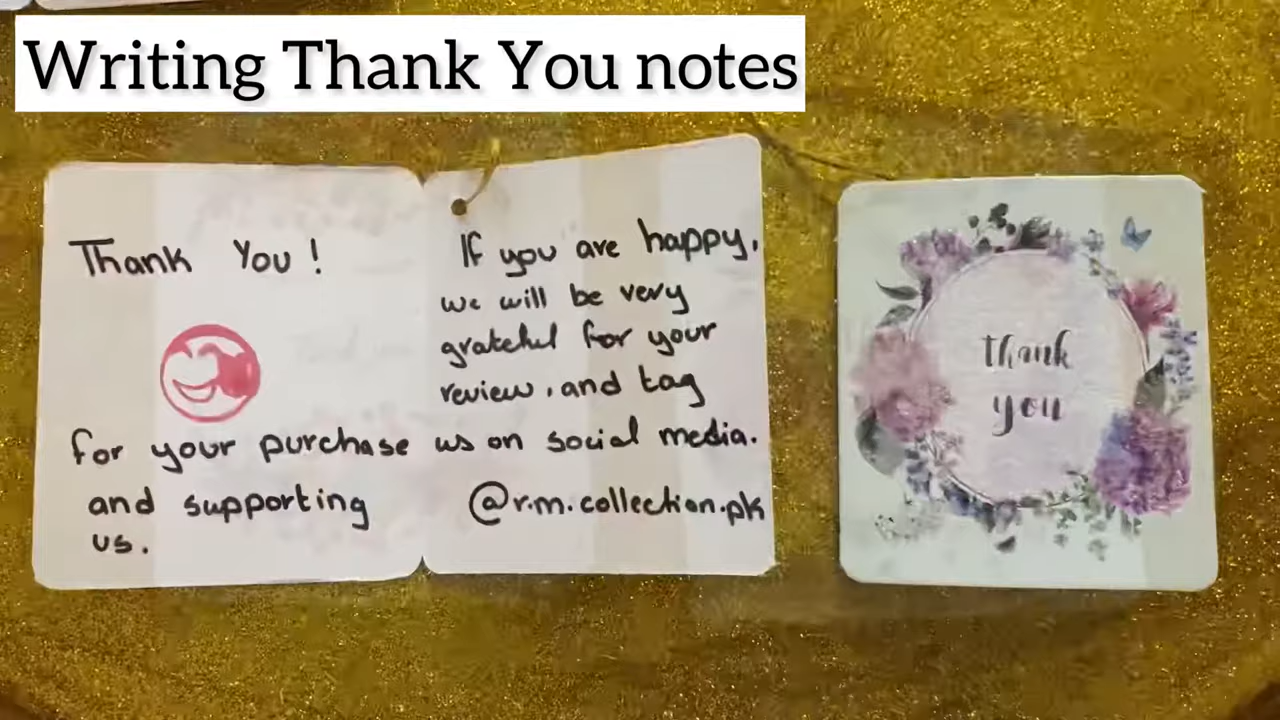 Writing Thank You notes
Thank You !
for your purchase
and supporting
us.
If you are happy,
we will be very
grateful for your
review, and tag
us on social media.
@r.m.collection.pk
thank
you